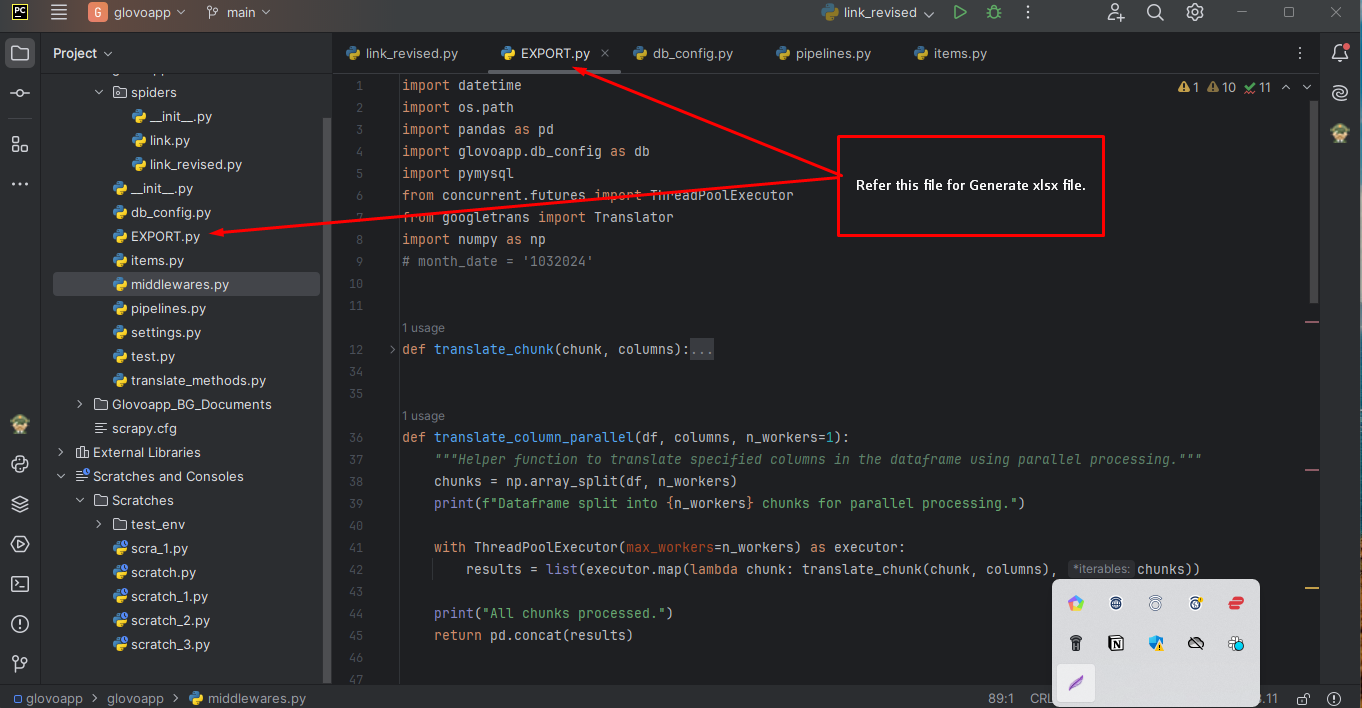 PC
G
glovoapp
main
link_revised
Project
link_revised.py
EXPORT.py
db_config.py
pipelines.py
items.py
spiders
__init__.py
link.py
link_revised.py
__init__.py
db_config.py
EXPORT.py
items.py
middlewares.py
pipelines.py
settings.py
test.py
translate_methods.py
Glovoapp_BG_Documents
scrapy.cfg
External Libraries
Scratches and Consoles
Scratches
test_env
scra_1.py
scratch.py
scratch_1.py
scratch_2.py
scratch_3.py
1 10 11
1 import datetime
2 import os.path
3 import pandas as pd
4 import glovoapp.db_config as db
5 import pymysql
6 from concurrent.futures import ThreadPoolExecutor
7 from googletrans import Translator
8 import numpy as np
9 # month_date = '1032024'
10
11
1 usage
12 def translate_chunk(chunk, columns):...
34
35
1 usage
36 def translate_column_parallel(df, columns, n_workers=1):
37 """Helper function to translate specified columns in the dataframe using parallel processing."""
38 chunks = np.array_split(df, n_workers)
39 print(f"Dataframe split into {n_workers} chunks for parallel processing.")
40
41 with ThreadPoolExecutor(max_workers=n_workers) as executor:
42 results = list(executor.map(lambda chunk: translate_chunk(chunk, columns), *iterables: chunks))
43
44 print("All chunks processed.")
45 return pd.concat(results)
46
47
Refer this file for Generate xlsx file.
glovoapp > glovoapp > middlewares.py
89:1